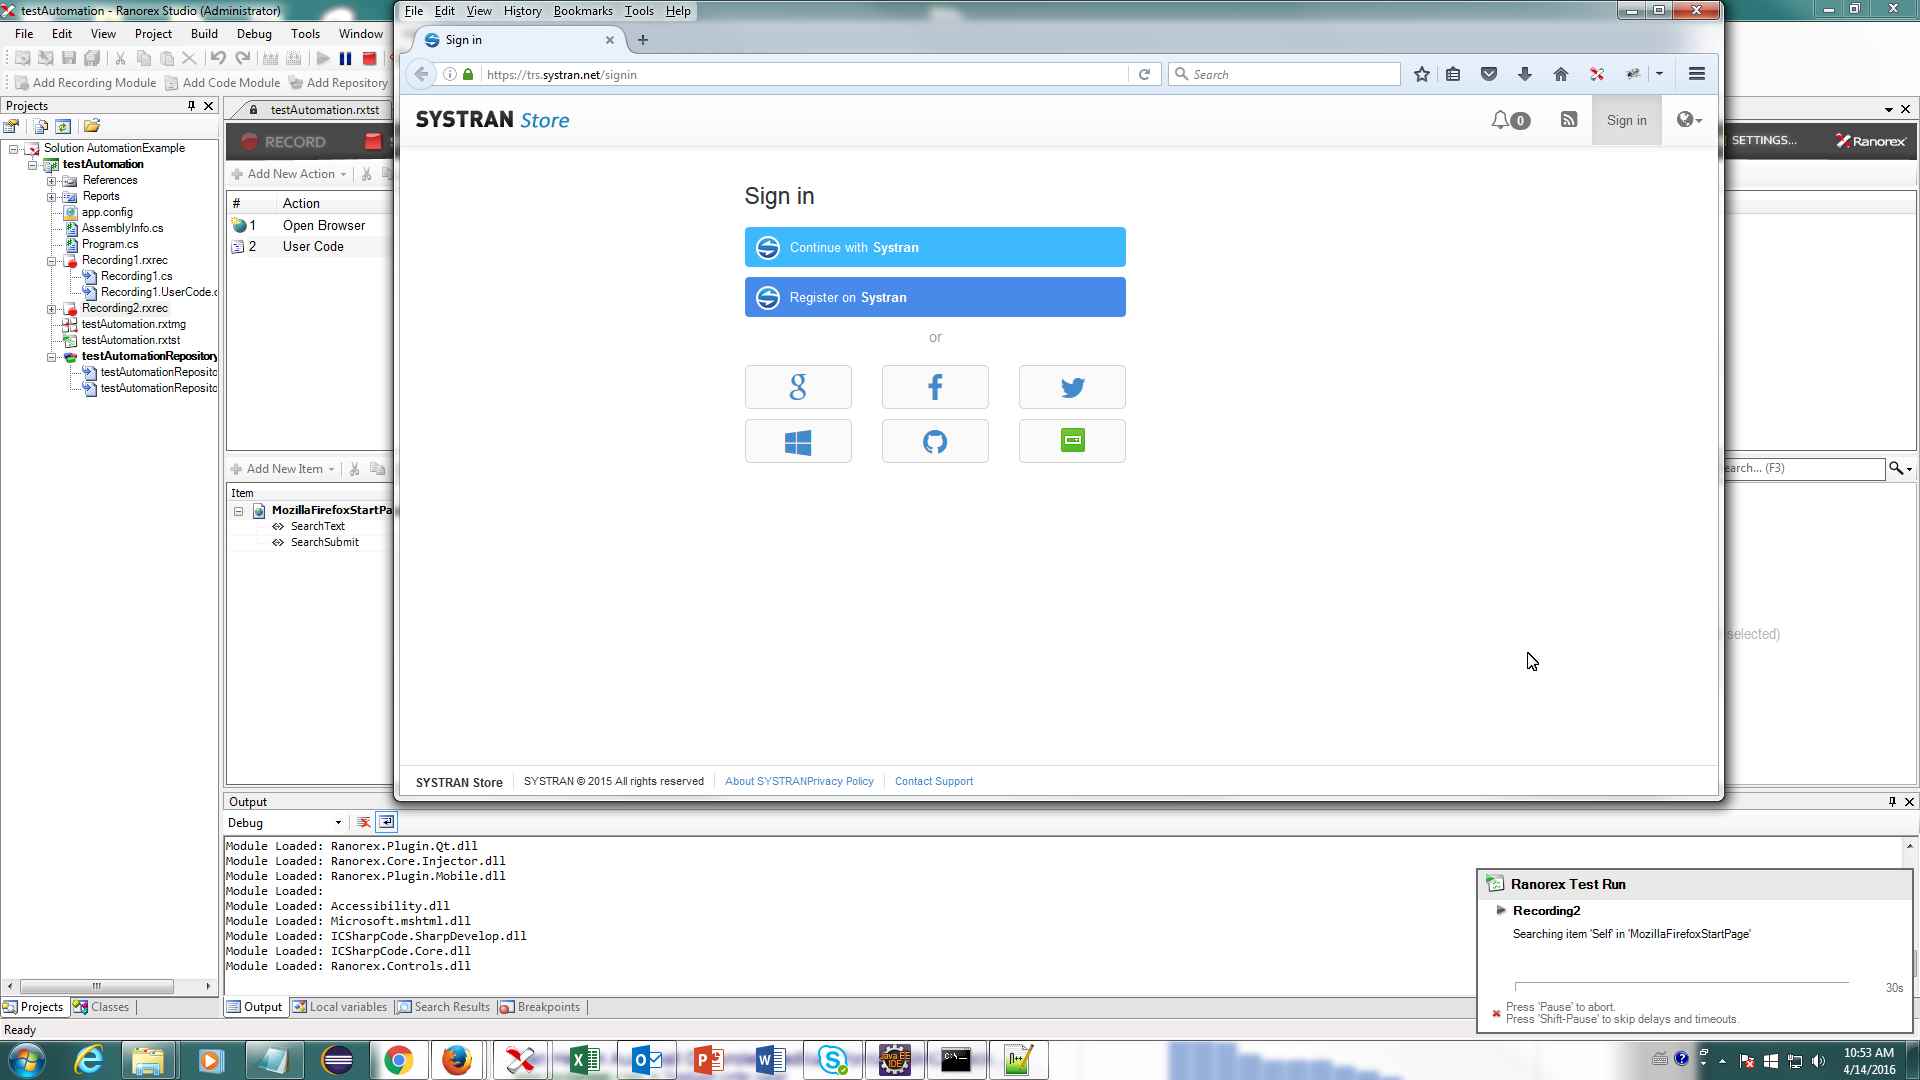 testAutomation - Ranorex Studio (Administrator)
File Edit View Project Build Debug Tools Window
Add Recording Module Add Code Module Add Repository
Projects
Solution AutomationExample
testAutomation
References
Reports
app.config
AssemblyInfo.cs
Program.cs
Recording1.rxrec
Recording1.cs
Recording1.UserCode.c
Recording2.rxrec
testAutomation.rxtmg
testAutomation.rxtst
testAutomationRepository
testAutomationReposito
testAutomationReposito
Projects Classes
testAutomation.rxtst
RECORD
SETTINGS...
Ranorex
Add New Action
# Action
1 Open Browser
2 User Code
Add New Item
earch... (F3)
Item
MozillaFirefoxStartPa
SearchText
SearchSubmit
selected)
File Edit View History Bookmarks Tools Help
Sign in
https://trs.systran.net/signin
Search
SYSTRAN Store
0
Sign in
Sign in
Continue with Systran
Register on Systran
or
SYSTRAN Store
SYSTRAN © 2015 All rights reserved
About SYSTRANPrivacy Policy
Contact Support
Output
Debug
Module Loaded: Ranorex.Plugin.Qt.dll
Module Loaded: Ranorex.Core.Injector.dll
Module Loaded: Ranorex.Plugin.Mobile.dll
Module Loaded:
Module Loaded: Accessibility.dll
Module Loaded: Microsoft.mshtml.dll
Module Loaded: ICSharpCode.SharpDevelop.dll
Module Loaded: ICSharpCode.Core.dll
Module Loaded: Ranorex.Controls.dll
Output Local variables Search Results Breakpoints
Ranorex Test Run
Recording2
Searching item 'Self' in 'MozillaFirefoxStartPage'
30s
Press 'Pause' to abort.
Press 'Shift-Pause' to skip delays and timeouts.
Ready
10:53 AM
4/14/2016